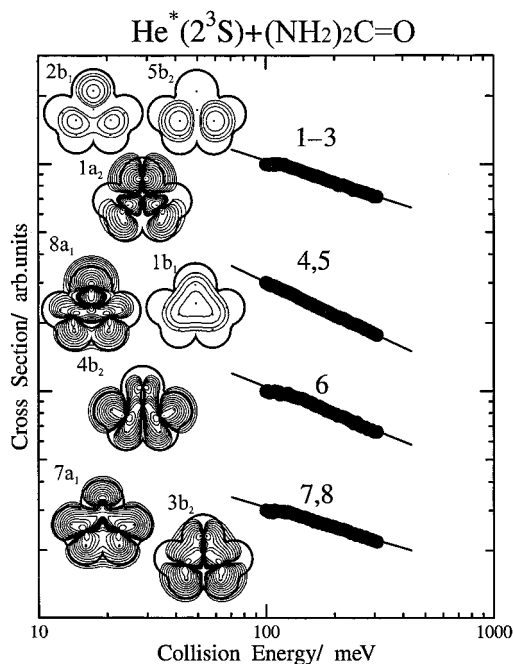 He*(2³S)+(NH₂)₂C=O
2b₁
5b₂
1–3
1a₂
8a₁
1b₁
4,5
4b₂
6
7a₁
3b₂
7,8
Cross Section/ arb.units
10
100
1000
Collision Energy/ meV